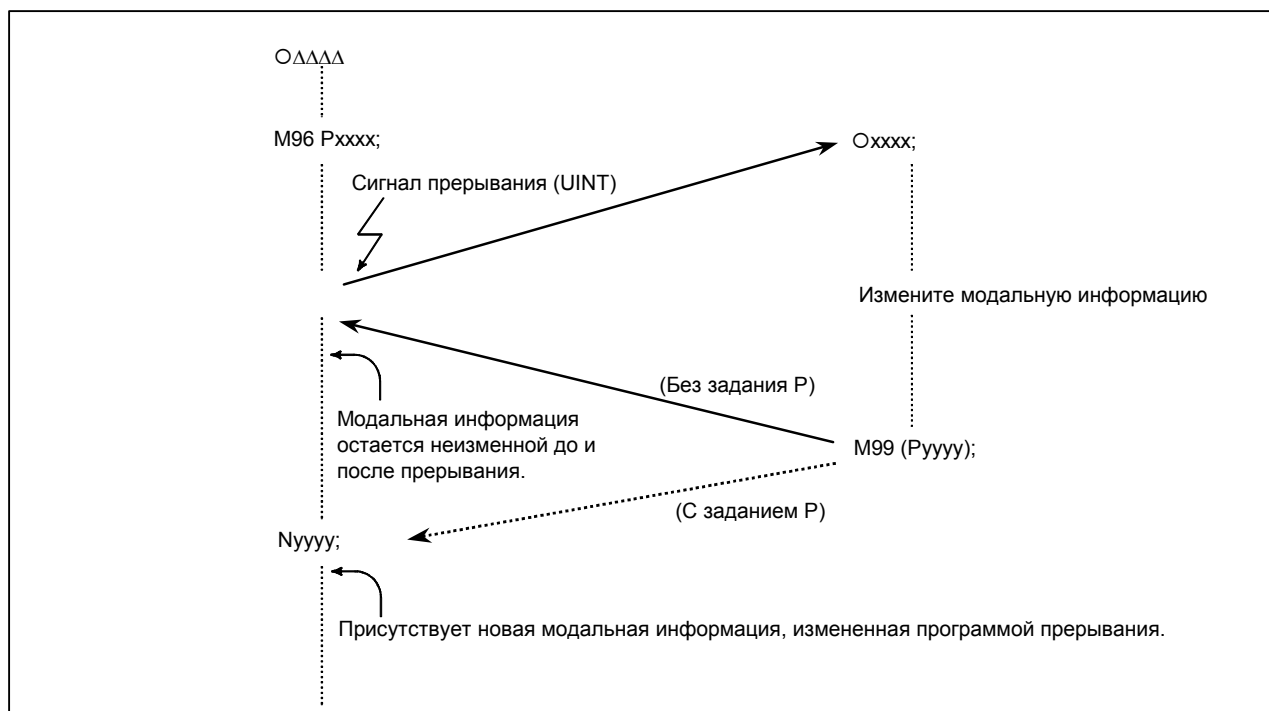 O∆∆∆∆
M96 Pxxxx;
Oxxxx;
Сигнал прерывания (UINT)
Измените модальную информацию
(Без задания P)
Модальная информация
остается неизменной до и
после прерывания.
M99 (Pyyyy);
(С заданием P)
Nyyyy;
Присутствует новая модальная информация, измененная программой прерывания.